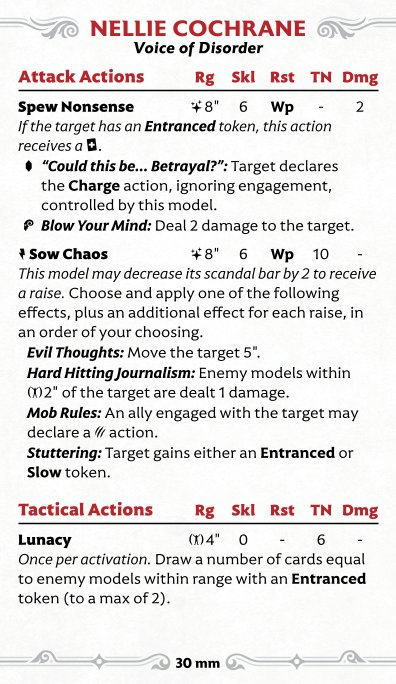 NELLIE COCHRANE
Voice of Disorder
Attack Actions Rg Skl Rst TN Dmg
Spew Nonsense 8" 6 Wp - 2
If the target has an Entranced token, this action
receives a .
“Could this be... Betrayal?”: Target declares
the Charge action, ignoring engagement,
controlled by this model.
Blow Your Mind: Deal 2 damage to the target.
Sow Chaos 8" 6 Wp 10 -
This model may decrease its scandal bar by 2 to receive
a raise. Choose and apply one of the following
effects, plus an additional effect for each raise, in
an order of your choosing.
Evil Thoughts: Move the target 5".
Hard Hitting Journalism: Enemy models within
2" of the target are dealt 1 damage.
Mob Rules: An ally engaged with the target may
declare a action.
Stuttering: Target gains either an Entranced or
Slow token.
Tactical Actions Rg Skl Rst TN Dmg
Lunacy 4" 0 - 6 -
Once per activation. Draw a number of cards equal
to enemy models within range with an Entranced
token (to a max of 2).
30 mm